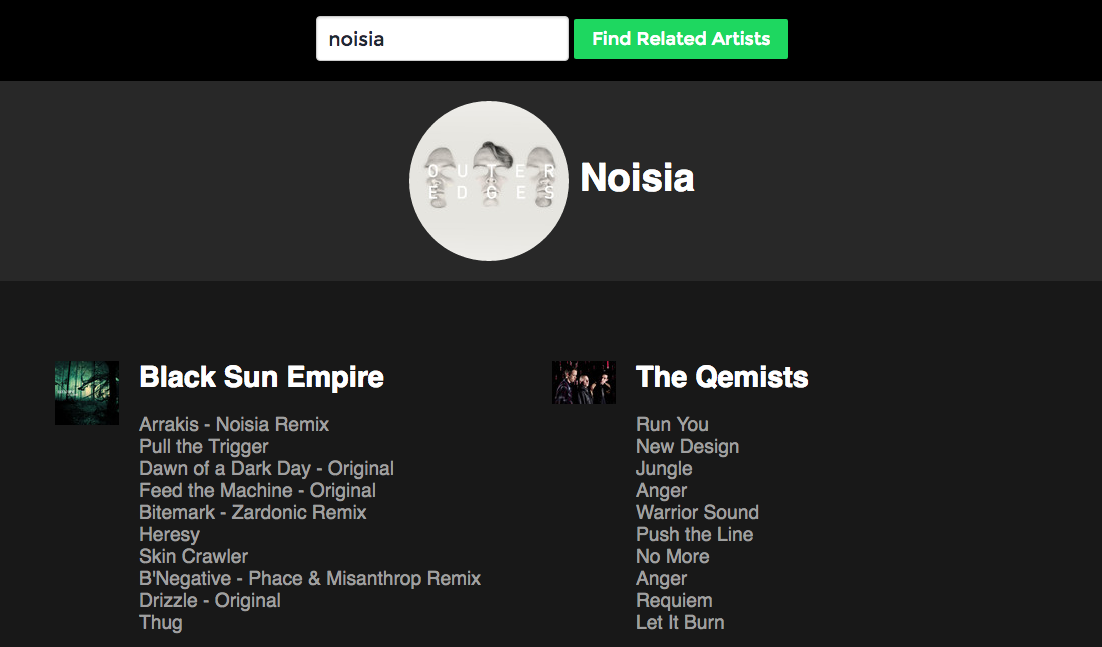 noisia
Find Related Artists
OUTER
EDGES
Noisia
Black Sun Empire
Arrakis - Noisia Remix
Pull the Trigger
Dawn of a Dark Day - Original
Feed the Machine - Original
Bitemark - Zardonic Remix
Heresy
Skin Crawler
B'Negative - Phace & Misanthrop Remix
Drizzle - Original
Thug
The Qemists
Run You
New Design
Jungle
Anger
Warrior Sound
Push the Line
No More
Anger
Requiem
Let It Burn